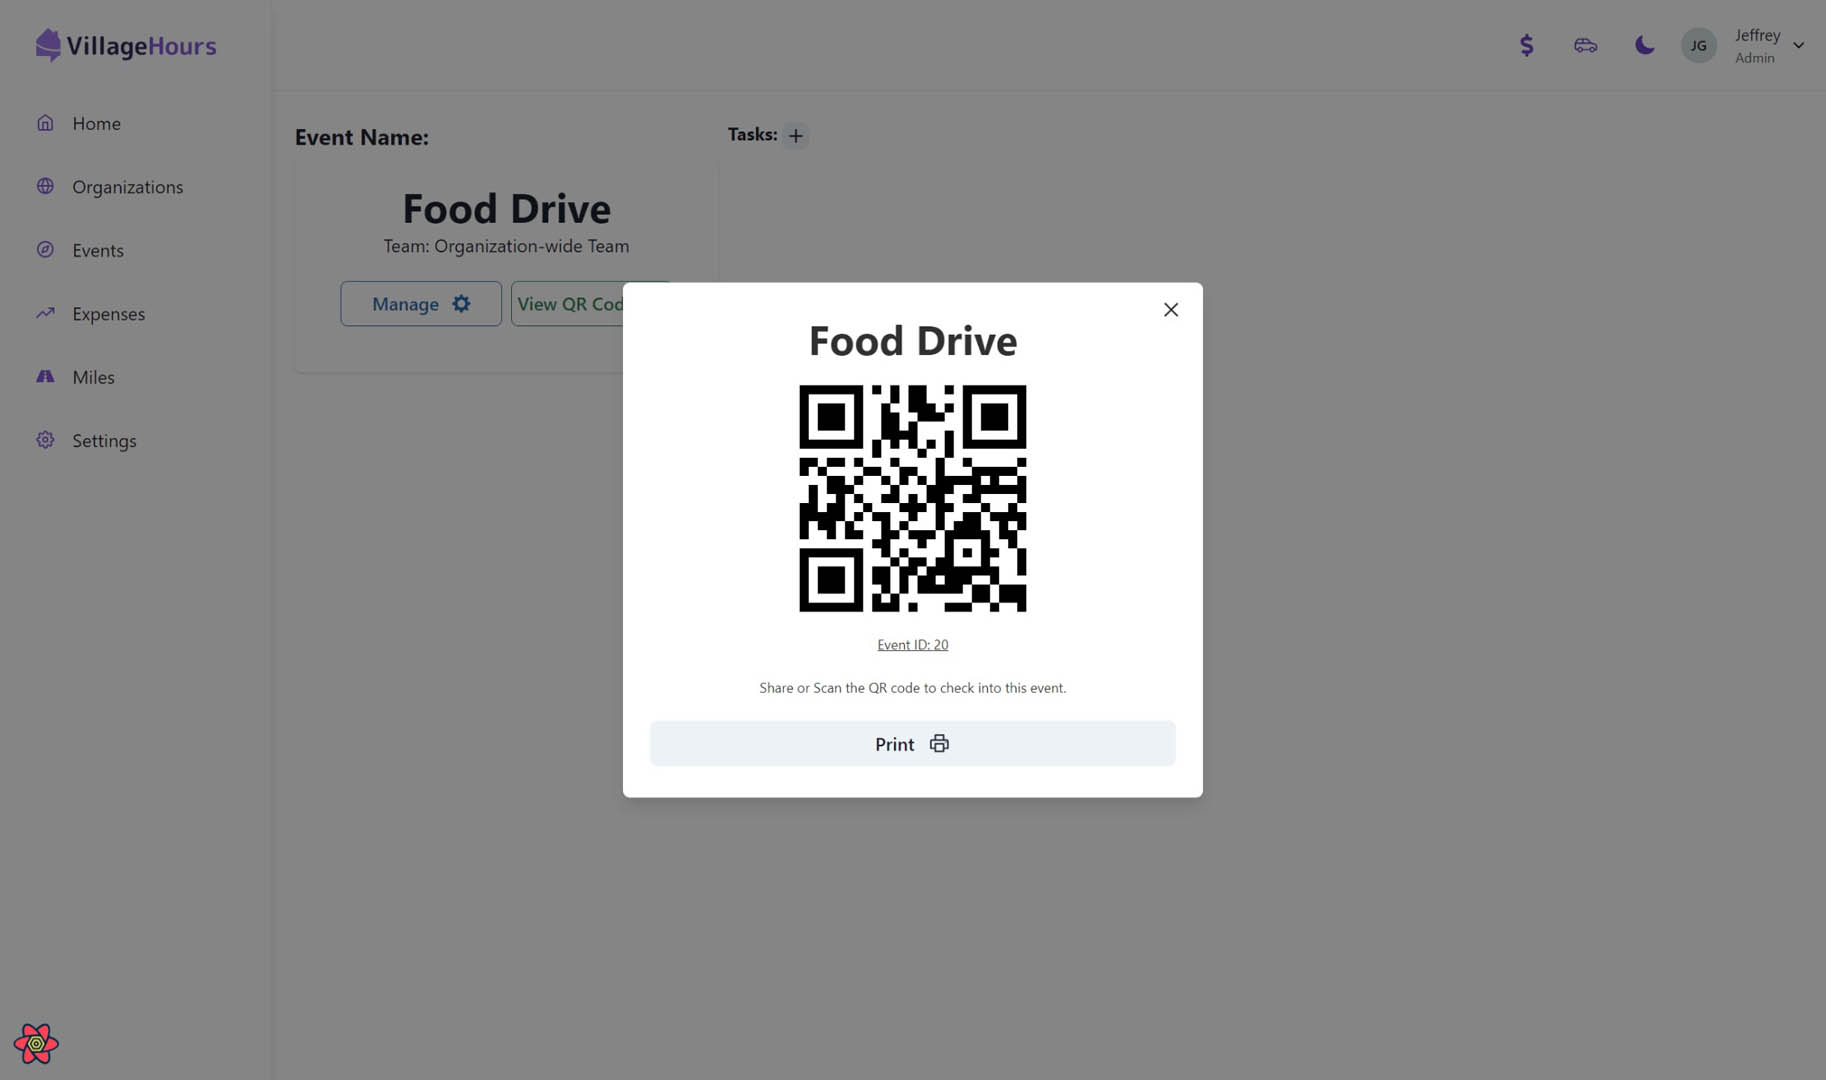 VillageHours
Jeffrey
JG
Admin
Home
Organizations
Events
Expenses
Miles
Settings
Event Name:
Tasks:
Food Drive
Team: Organization-wide Team
Manage
View QR Cod
Food Drive
Event ID: 20
Share or Scan the QR code to check into this event.
Print